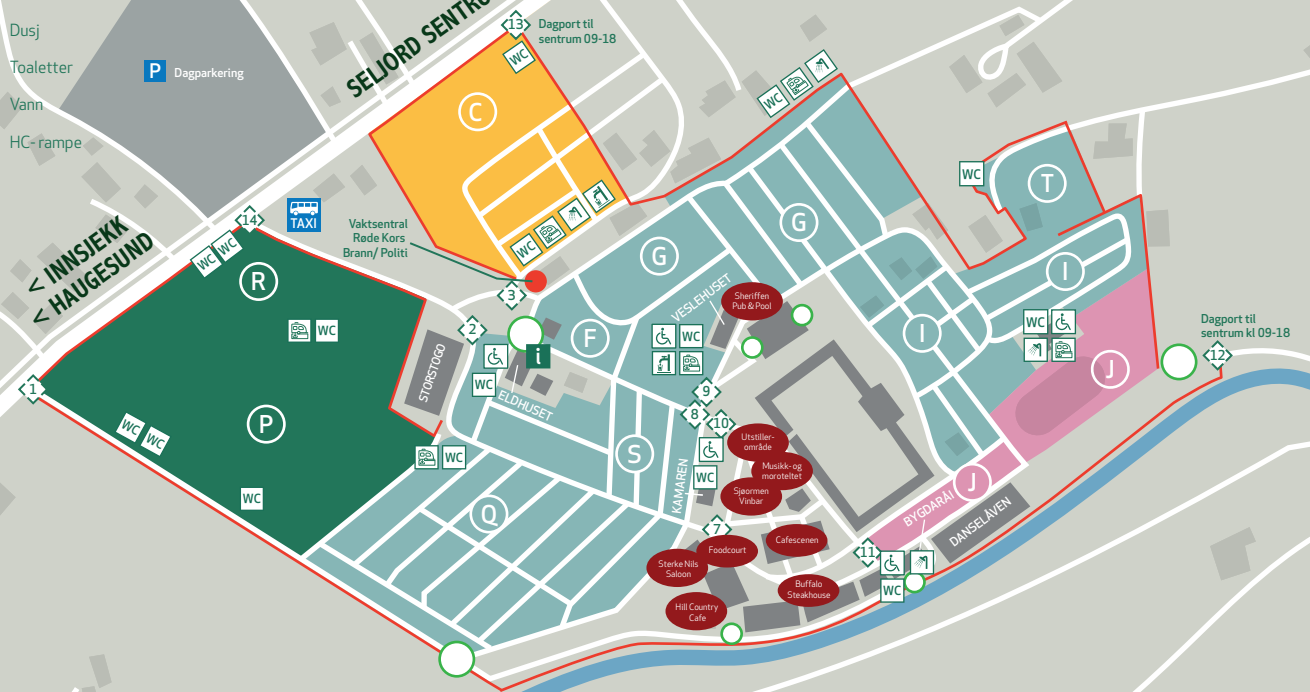 Dusj
Toaletter
Vann
HC-rampe
P
Dagparkering
SELJORD SENTRU
13
Dagport til
sentrum 09-18
WC
C
WC
WC
T
< INNSJEKK
< HAUGESUND
14
WC
WC
TAXI
Vaktsentral
Røde Kors
Brann/ Politi
WC
G
G
R
WC
3
2
WC
i
F
VESLEHUSET
Sheriffen
Pub & Pool
WC
I
I
WC
J
Dagport til
sentrum kl 09-18
12
1
STORSTOGO
ELDHUSET
P
WC
WC
WC
WC
9
8
10
S
KAMAREN
WC
Utstiller-
område
Musikk- og
moroteltet
Sjøormen
Vinbar
Q
J
BYGDARÅI
DANSELÅVEN
7
Foodcourt
Cafescenen
Sterke Nils
Saloon
Buffalo
Steakhouse
Hill Country
Cafe
11
WC